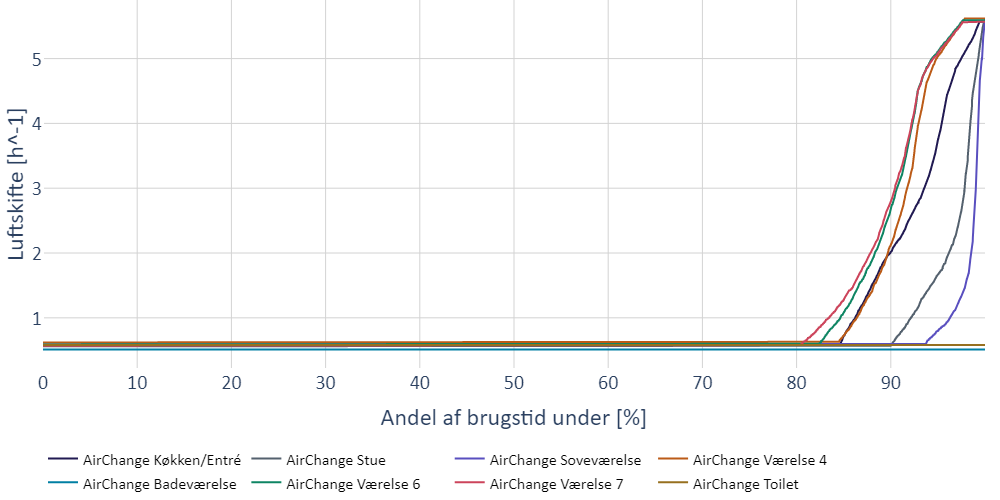 5
4
3
2
1
Luftskifte [h^-1]
0 10 20 30 40 50 60 70 80 90
Andel af brugstid under [%]
AirChange Køkken/Entré AirChange Stue AirChange Soveværelse AirChange Værelse 4
AirChange Badeværelse AirChange Værelse 6 AirChange Værelse 7 AirChange Toilet